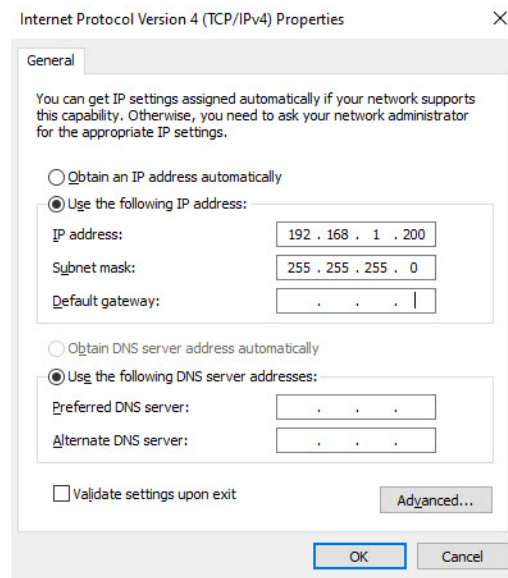 Internet Protocol Version 4 (TCP/IPv4) Properties
General
You can get IP settings assigned automatically if your network supports
this capability. Otherwise, you need to ask your network administrator
for the appropriate IP settings.
Obtain an IP address automatically
Use the following IP address:
IP address: 192 . 168 . 1 . 200
Subnet mask: 255 . 255 . 255 . 0
Default gateway: . . .
Obtain DNS server address automatically
Use the following DNS server addresses:
Preferred DNS server: . . .
Alternate DNS server: . . .
Validate settings upon exit
Advanced...
OK Cancel